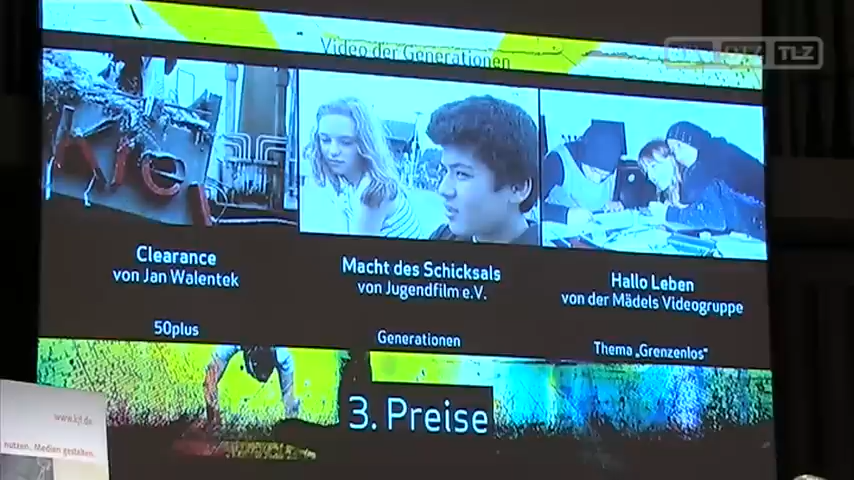 Video der Generationen
OTZ TLZ
Clearance
von Jan Walentek
50plus
Macht des Schicksals
von Jugendfilm e.V.
Generationen
Hallo Leben
von der Mädels Videogruppe
Thema „Grenzenlos"
3. Preise
www.kjf.de
nutzen. Medien gestalten.